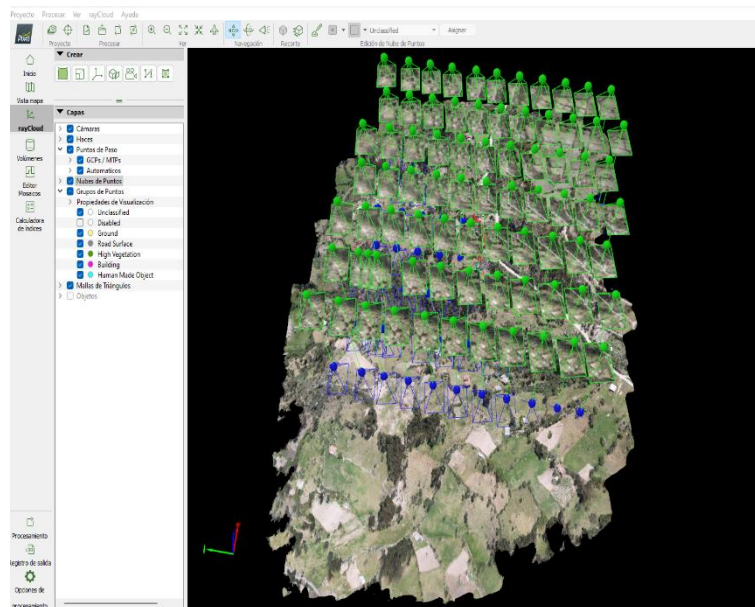 Proyecto Procesar Ver rayCloud Ayuda
Unclassified
Asignar
Proyecto Procesar Ver Navegación Recorte Edición de Nube de Puntos
Inicio
Vista mapa
rayCloud
Volúmenes
Editor
Mosaicos
Calculadora
de índices
Procesamiento
Registro de salida
Opciones de
procesamiento
Crear
Capas
Cámaras
Haces
Puntos de Paso
GCPs / MTPs
Automaticos
Nubes de Puntos
Grupos de Puntos
Propiedades de Visualización
Unclassified
Disabled
Ground
Road Surface
High Vegetation
Building
Human Made Object
Mallas de Triángulos
Objetos